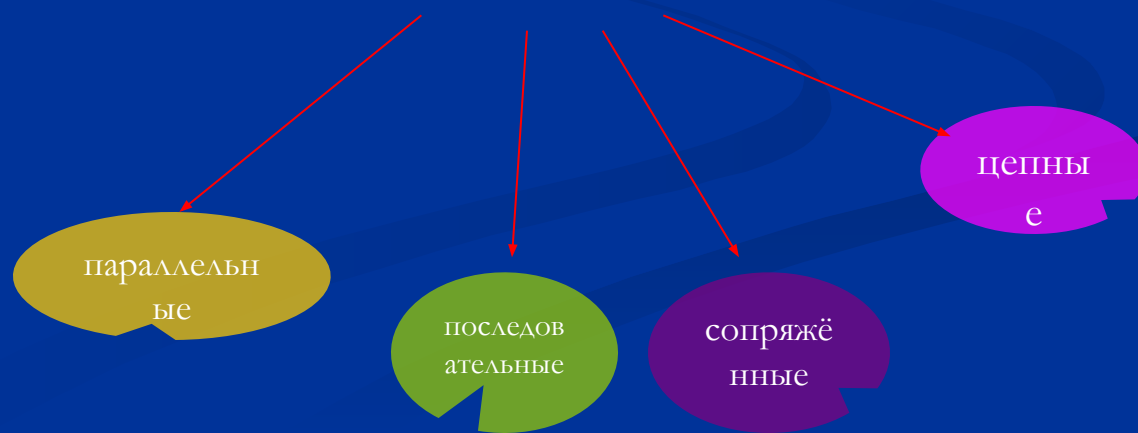 параллельн
ые
последов
ательные
сопряжё
нные
цепны
е